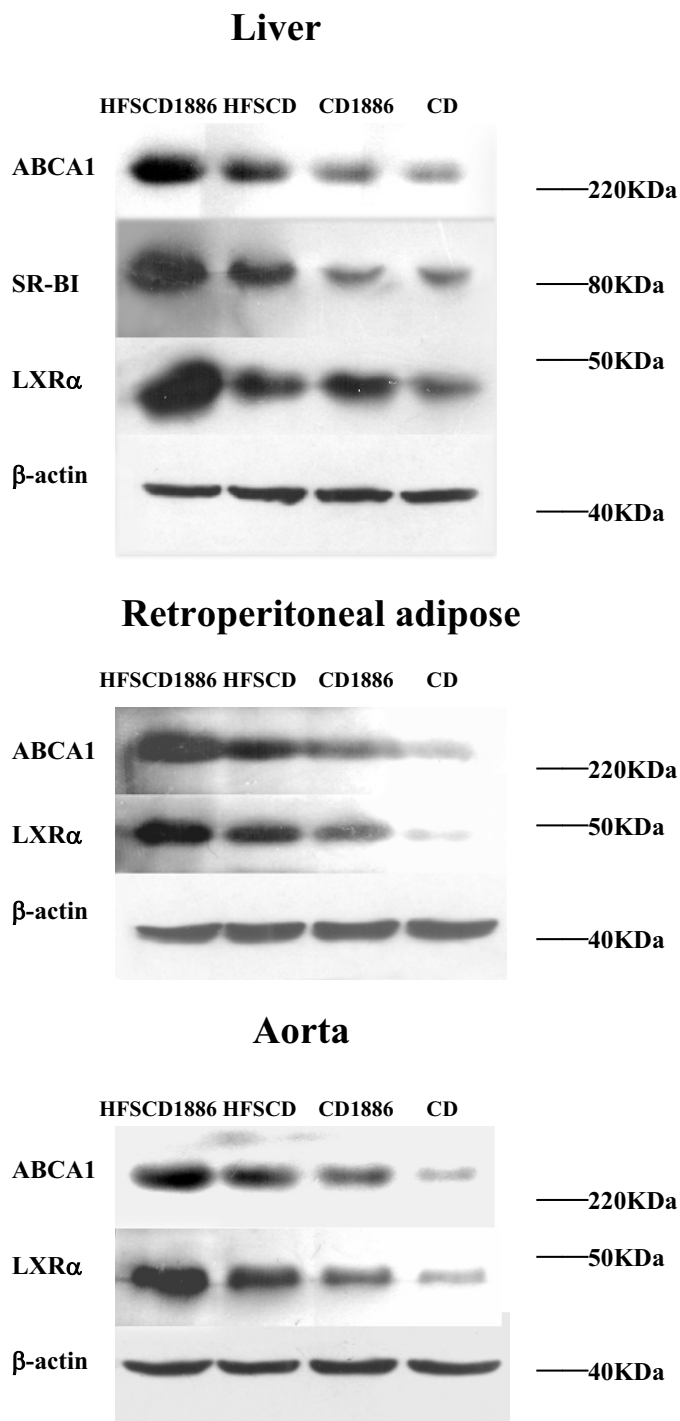 Liver
HFSCD1886 HFSCD CD1886 CD
ABCA1
220KDa
SR-BI
80KDa
50KDa
LXRα
β-actin
40KDa
Retroperitoneal adipose
HFSCD1886 HFSCD CD1886 CD
ABCA1
220KDa
LXRα
50KDa
β-actin
40KDa
Aorta
HFSCD1886 HFSCD CD1886 CD
ABCA1
220KDa
LXRα
50KDa
β-actin
40KDa